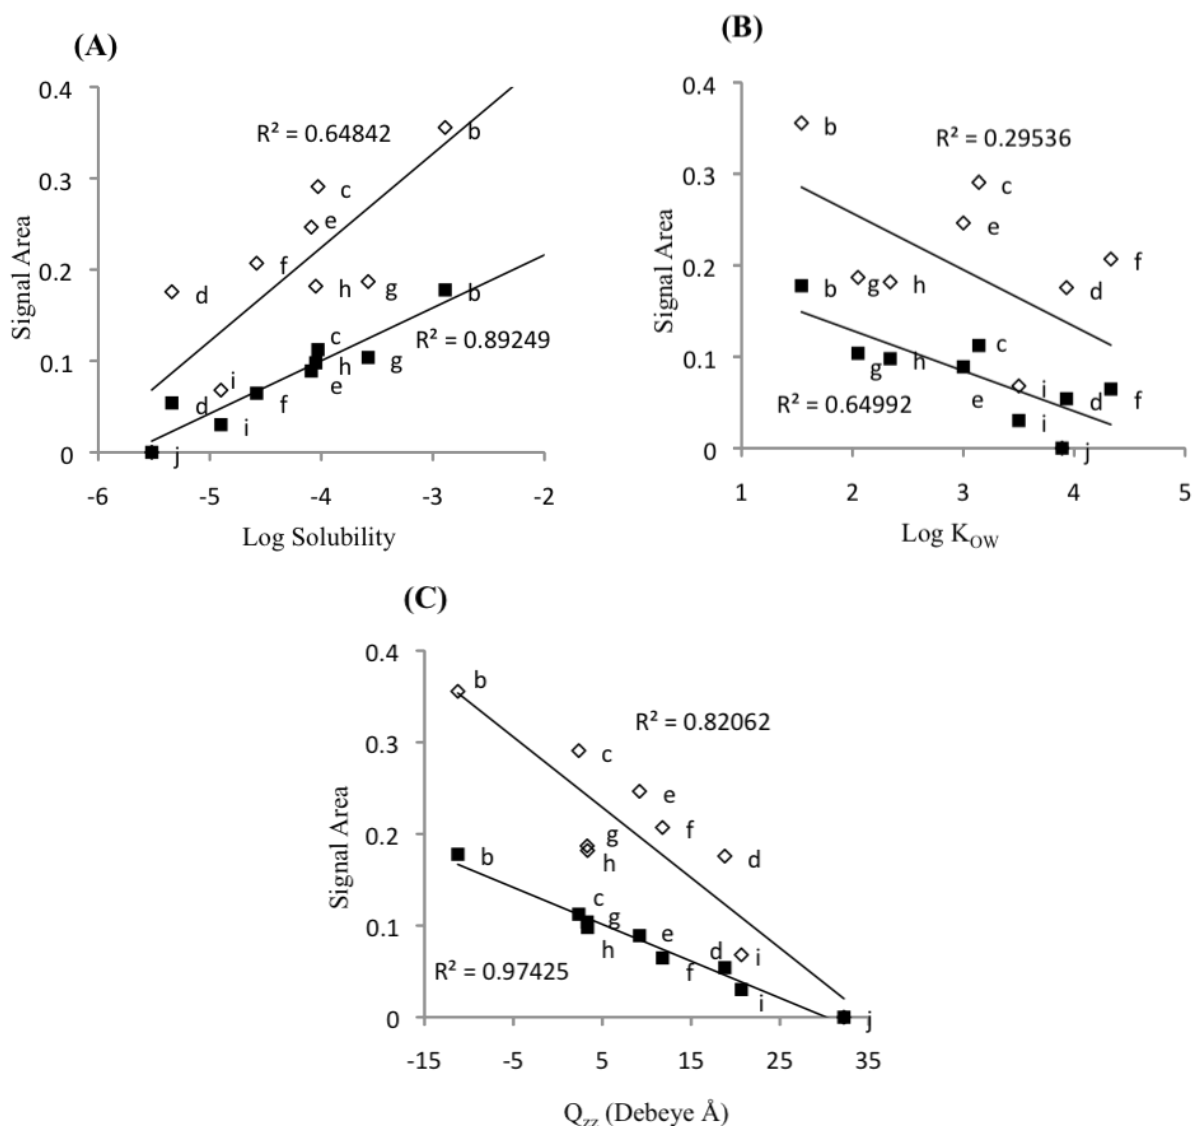 (A)
0.4
0.3
0.2
0.1
0
-6
-5
-4
-3
-2
Signal Area
Log Solubility
R² = 0.64842
R² = 0.89249
b
c
e
f
d
h
g
i
b
c
h
g
e
f
d
i
j
(B)
0.4
0.3
0.2
0.1
0
1
2
3
4
5
Signal Area
Log K_OW
R² = 0.29536
R² = 0.64992
b
c
e
f
g
h
d
i
b
c
g
h
e
d
f
i
j
(C)
0.4
0.3
0.2
0.1
0
-15
-5
5
15
25
35
Signal Area
Q_zz (Debeye Å)
R² = 0.82062
R² = 0.97425
b
c
e
f
g
h
d
i
b
c
g
h
e
f
d
i
j